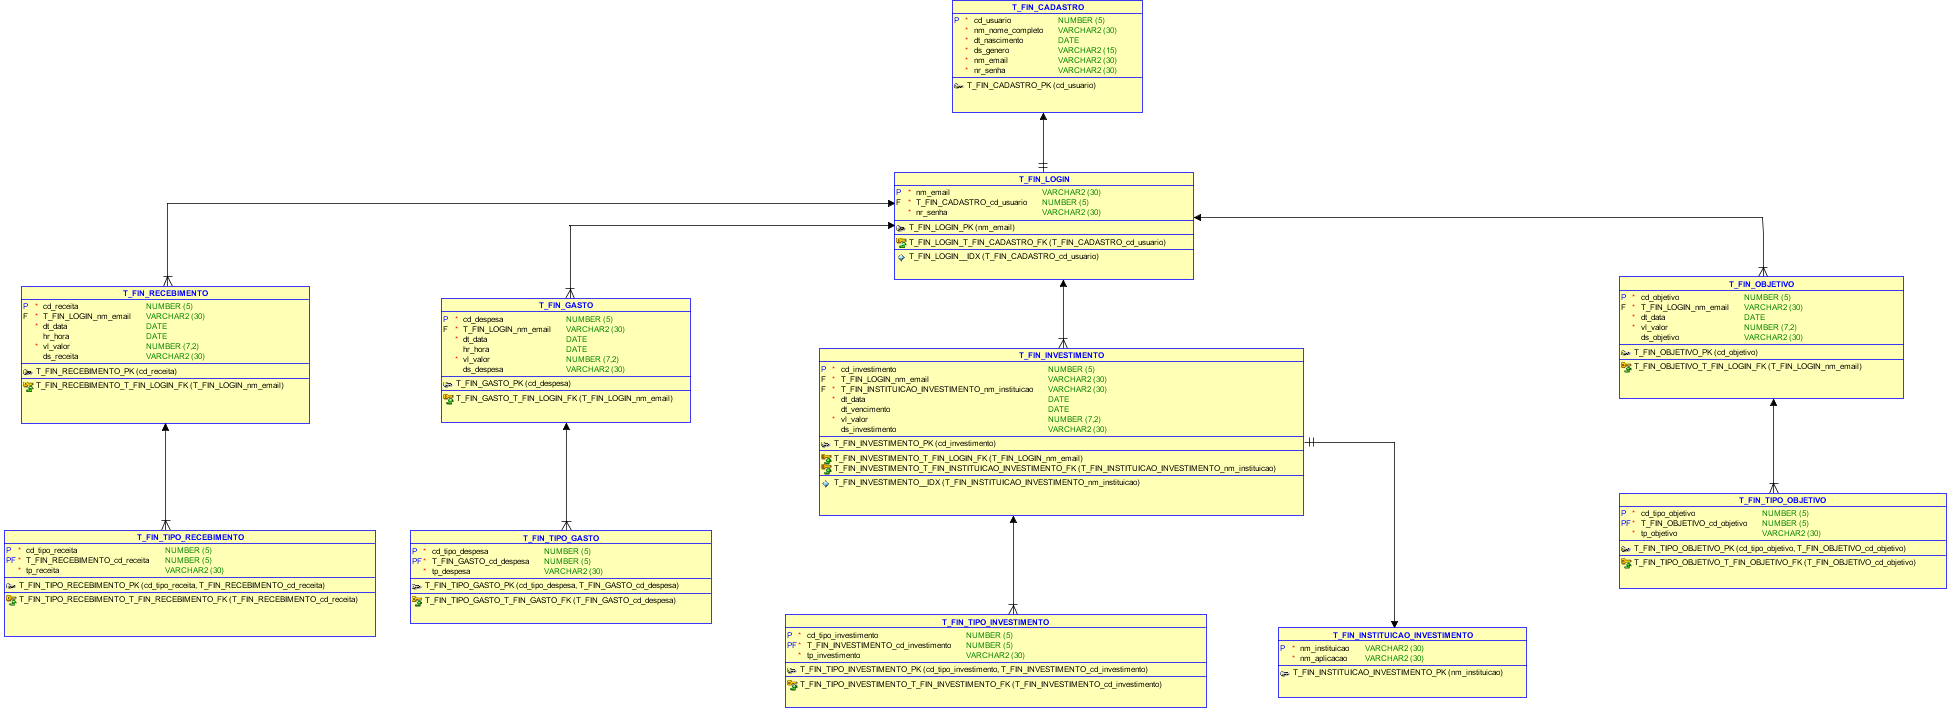 T_FIN_CADASTRO
P * cd_usuario NUMBER (5)
* nm_nome_completo VARCHAR2 (30)
* dt_nascimento DATE
* ds_genero VARCHAR2 (15)
* nm_email VARCHAR2 (30)
* nr_senha VARCHAR2 (30)
T_FIN_CADASTRO_PK (cd_usuario)
T_FIN_LOGIN
P * nm_email VARCHAR2 (30)
F * T_FIN_CADASTRO_cd_usuario NUMBER (5)
* nr_senha VARCHAR2 (30)
T_FIN_LOGIN_PK (nm_email)
T_FIN_LOGIN_T_FIN_CADASTRO_FK (T_FIN_CADASTRO_cd_usuario)
T_FIN_LOGIN__IDX (T_FIN_CADASTRO_cd_usuario)
T_FIN_RECEBIMENTO
P * cd_receita NUMBER (5)
F * T_FIN_LOGIN_nm_email VARCHAR2 (30)
* dt_data DATE
hr_hora DATE
* vl_valor NUMBER (7,2)
ds_receita VARCHAR2 (30)
T_FIN_RECEBIMENTO_PK (cd_receita)
T_FIN_RECEBIMENTO_T_FIN_LOGIN_FK (T_FIN_LOGIN_nm_email)
T_FIN_GASTO
P * cd_despesa NUMBER (5)
F * T_FIN_LOGIN_nm_email VARCHAR2 (30)
* dt_data DATE
hr_hora DATE
* vl_valor NUMBER (7,2)
ds_despesa VARCHAR2 (30)
T_FIN_GASTO_PK (cd_despesa)
T_FIN_GASTO_T_FIN_LOGIN_FK (T_FIN_LOGIN_nm_email)
T_FIN_INVESTIMENTO
P * cd_investimento NUMBER (5)
F * T_FIN_LOGIN_nm_email VARCHAR2 (30)
F * T_FIN_INSTITUICAO_INVESTIMENTO_nm_instituicao VARCHAR2 (30)
* dt_data DATE
dt_vencimento DATE
* vl_valor NUMBER (7,2)
ds_investimento VARCHAR2 (30)
T_FIN_INVESTIMENTO_PK (cd_investimento)
T_FIN_INVESTIMENTO_T_FIN_LOGIN_FK (T_FIN_LOGIN_nm_email)
T_FIN_INVESTIMENTO_T_FIN_INSTITUICAO_INVESTIMENTO_FK (T_FIN_INSTITUICAO_INVESTIMENTO_nm_instituicao)
T_FIN_INVESTIMENTO__IDX (T_FIN_INSTITUICAO_INVESTIMENTO_nm_instituicao)
T_FIN_OBJETIVO
P * cd_objetivo NUMBER (5)
F * T_FIN_LOGIN_nm_email VARCHAR2 (30)
* dt_data DATE
* vl_valor NUMBER (7,2)
ds_objetivo VARCHAR2 (30)
T_FIN_OBJETIVO_PK (cd_objetivo)
T_FIN_OBJETIVO_T_FIN_LOGIN_FK (T_FIN_LOGIN_nm_email)
T_FIN_TIPO_RECEBIMENTO
P * cd_tipo_receita NUMBER (5)
PF * T_FIN_RECEBIMENTO_cd_receita NUMBER (5)
* tp_receita VARCHAR2 (30)
T_FIN_TIPO_RECEBIMENTO_PK (cd_tipo_receita, T_FIN_RECEBIMENTO_cd_receita)
T_FIN_TIPO_RECEBIMENTO_T_FIN_RECEBIMENTO_FK (T_FIN_RECEBIMENTO_cd_receita)
T_FIN_TIPO_GASTO
P * cd_tipo_despesa NUMBER (5)
PF * T_FIN_GASTO_cd_despesa NUMBER (5)
* tp_despesa VARCHAR2 (30)
T_FIN_TIPO_GASTO_PK (cd_tipo_despesa, T_FIN_GASTO_cd_despesa)
T_FIN_TIPO_GASTO_T_FIN_GASTO_FK (T_FIN_GASTO_cd_despesa)
T_FIN_TIPO_INVESTIMENTO
P * cd_tipo_investimento NUMBER (5)
PF * T_FIN_INVESTIMENTO_cd_investimento NUMBER (5)
* tp_investimento VARCHAR2 (30)
T_FIN_TIPO_INVESTIMENTO_PK (cd_tipo_investimento, T_FIN_INVESTIMENTO_cd_investimento)
T_FIN_TIPO_INVESTIMENTO_T_FIN_INVESTIMENTO_FK (T_FIN_INVESTIMENTO_cd_investimento)
T_FIN_INSTITUICAO_INVESTIMENTO
P * nm_instituicao VARCHAR2 (30)
* nm_aplicacao VARCHAR2 (30)
T_FIN_INSTITUICAO_INVESTIMENTO_PK (nm_instituicao)
T_FIN_TIPO_OBJETIVO
P * cd_tipo_objetivo NUMBER (5)
PF * T_FIN_OBJETIVO_cd_objetivo NUMBER (5)
* tp_objetivo VARCHAR2 (30)
T_FIN_TIPO_OBJETIVO_PK (cd_tipo_objetivo, T_FIN_OBJETIVO_cd_objetivo)
T_FIN_TIPO_OBJETIVO_T_FIN_OBJETIVO_FK (T_FIN_OBJETIVO_cd_objetivo)